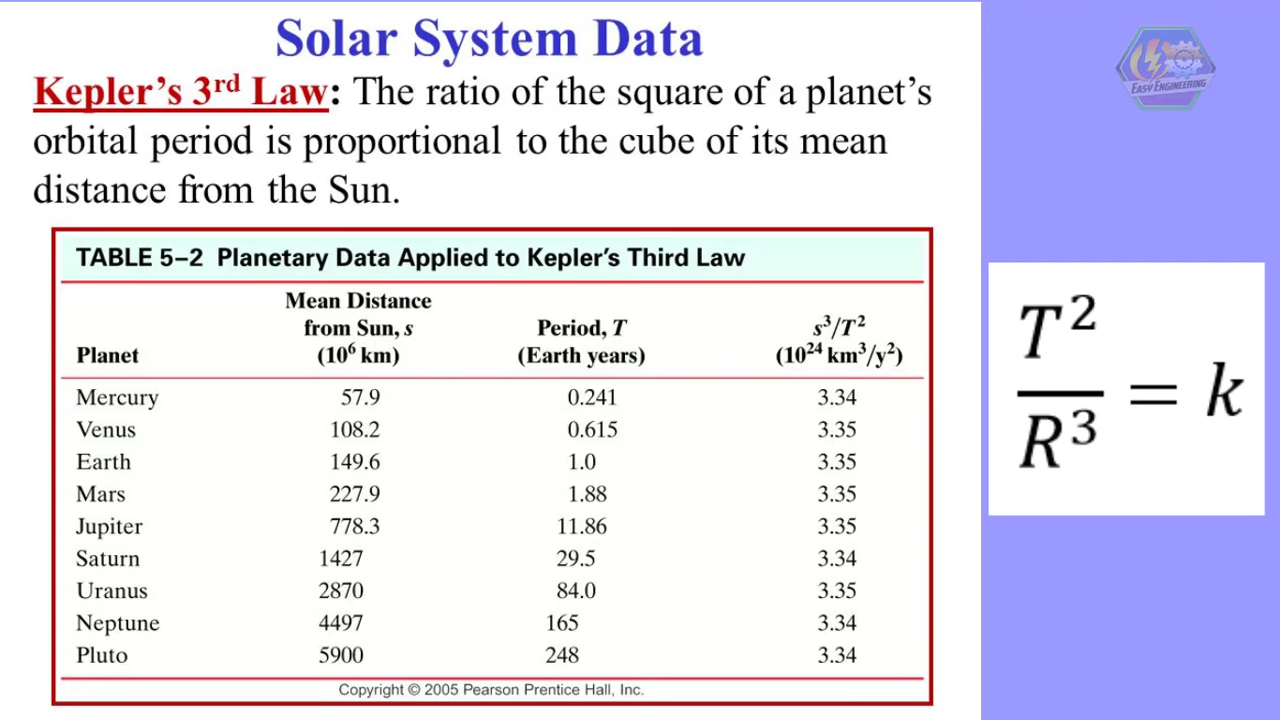 Solar System Data
Kepler’s 3rd Law: The ratio of the square of a planet’s
orbital period is proportional to the cube of its mean
distance from the Sun.
EASY ENGINEERING
TABLE 5–2 Planetary Data Applied to Kepler’s Third Law
Planet Mean Distance from Sun, s (10⁶ km) Period, T (Earth years) s³/T² (10²⁴ km³/y²)
Mercury 57.9 0.241 3.34
Venus 108.2 0.615 3.35
Earth 149.6 1.0 3.35
Mars 227.9 1.88 3.35
Jupiter 778.3 11.86 3.35
Saturn 1427 29.5 3.34
Uranus 2870 84.0 3.35
Neptune 4497 165 3.34
Pluto 5900 248 3.34
Copyright © 2005 Pearson Prentice Hall, Inc.
T²/R³ = k